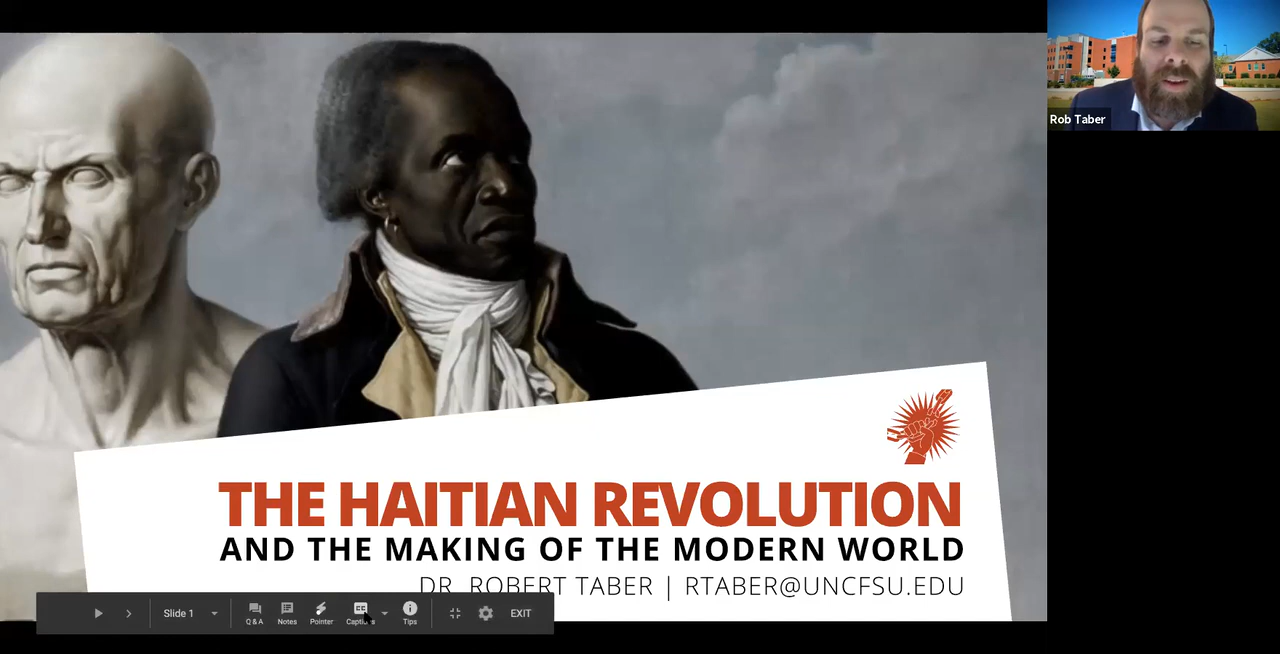 Rob Taber
THE HAITIAN REVOLUTION
AND THE MAKING OF THE MODERN WORLD
DR. ROBERT TABER | RTABER@UNCFSU.EDU
Slide 1
Q & A
Notes
Pointer
Captions
Tips
EXIT